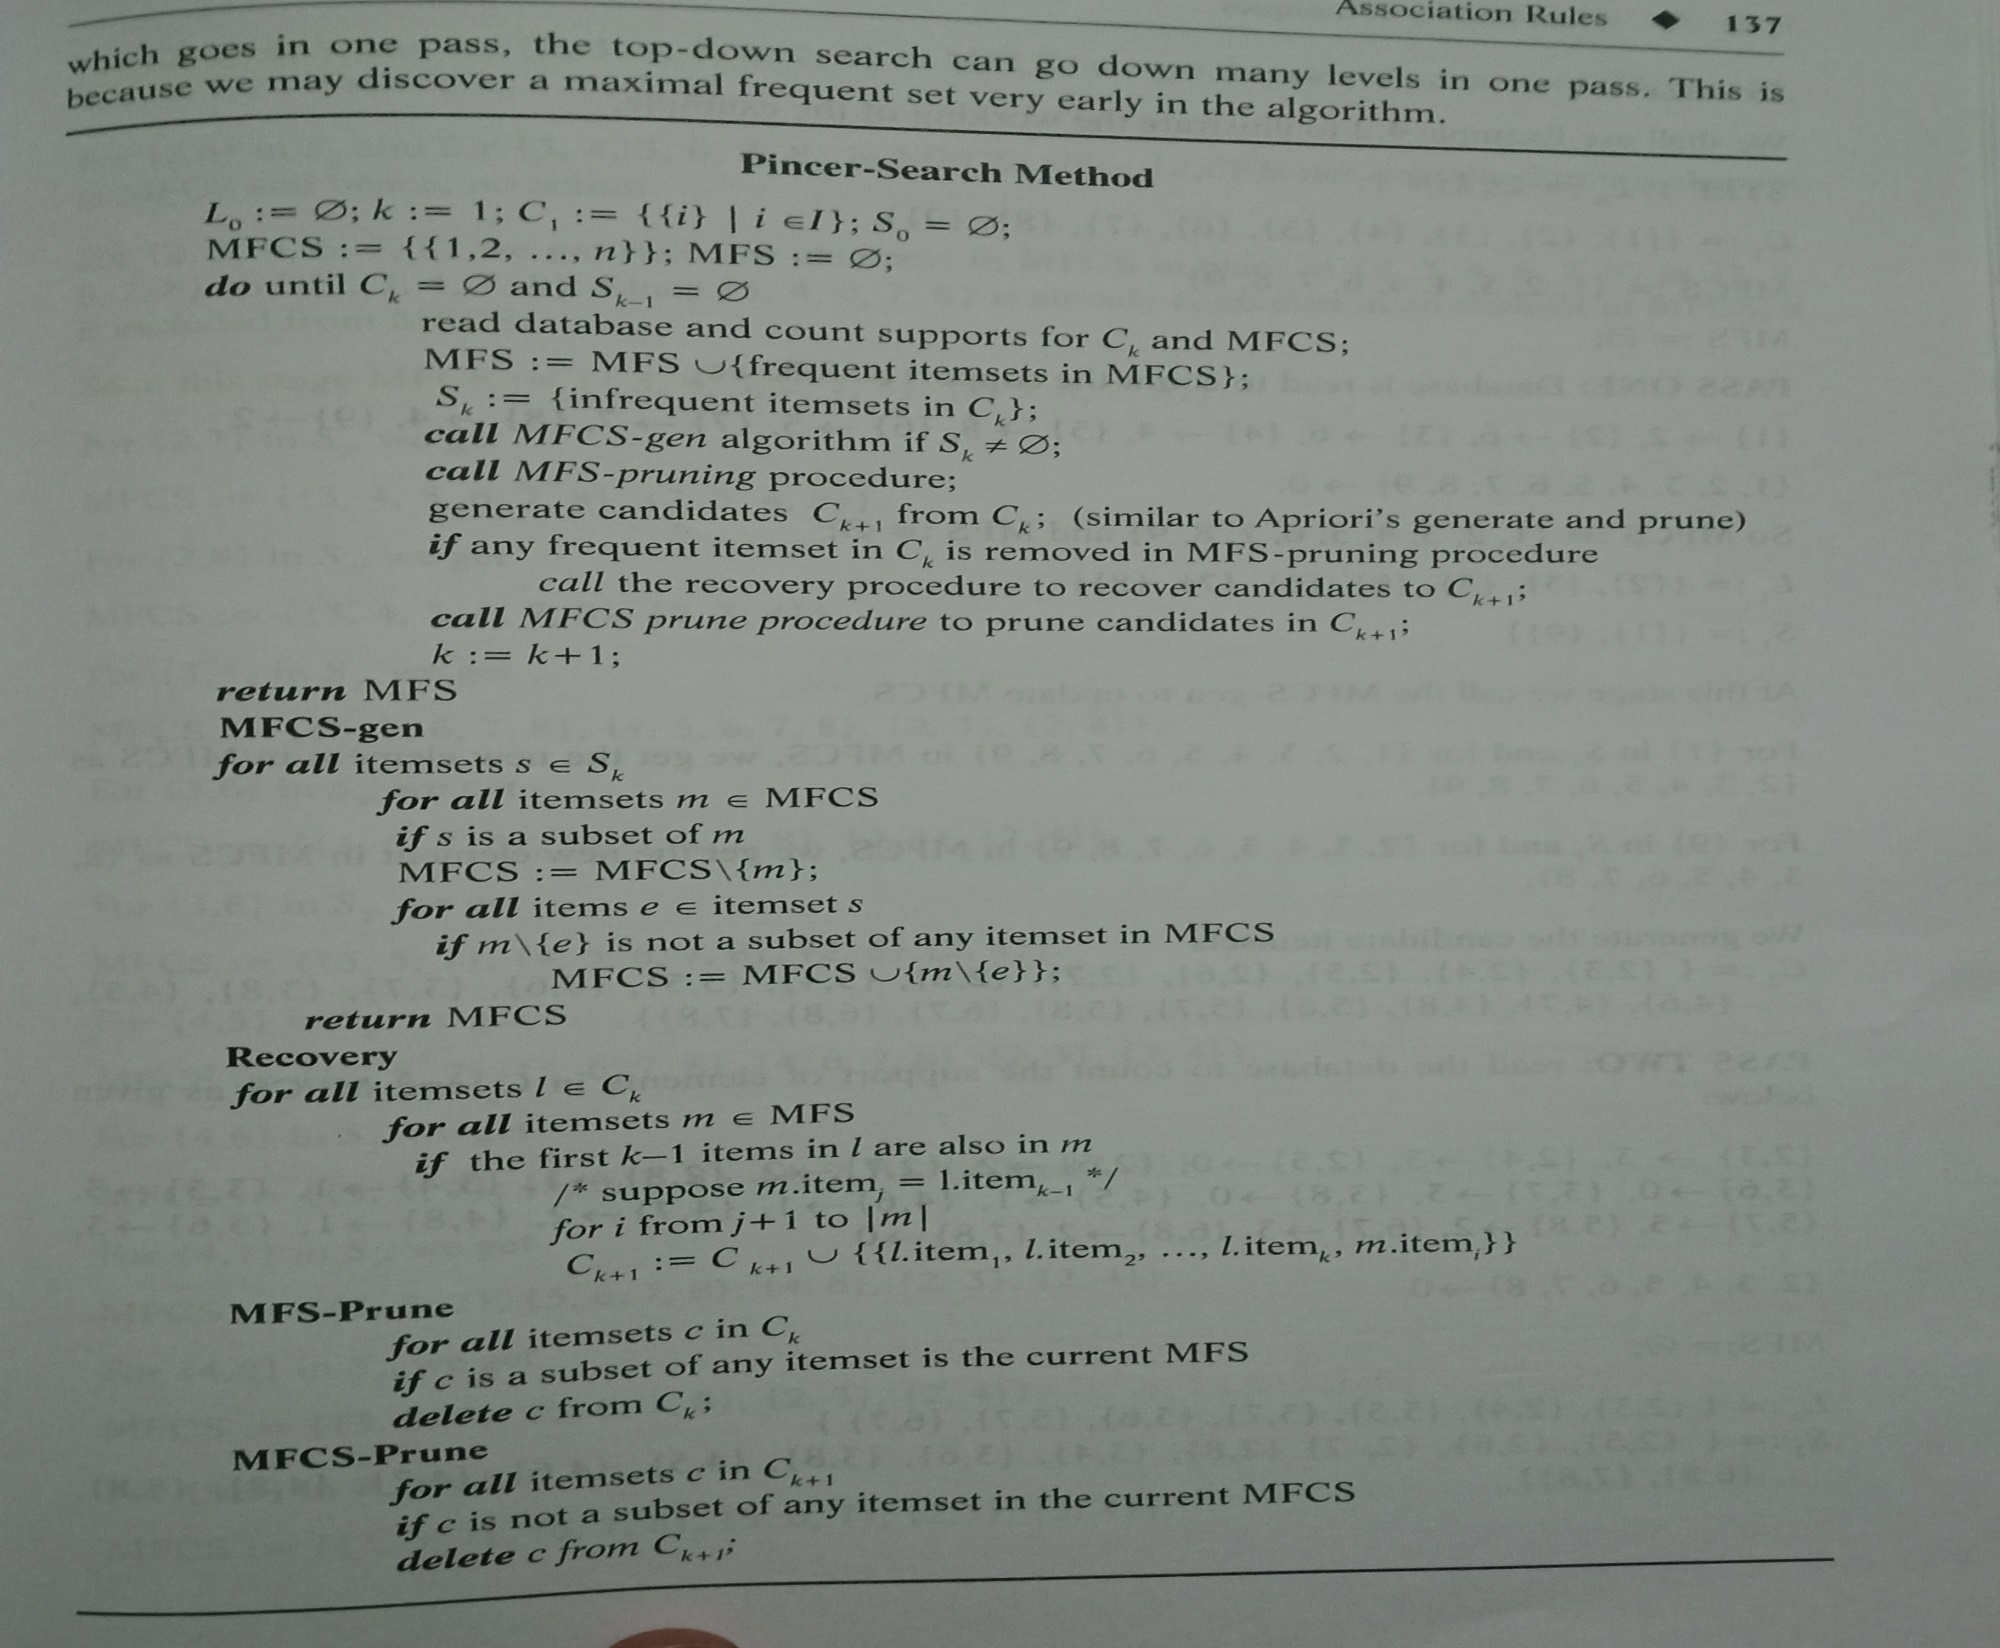 Association Rules ◆ 137
which goes in one pass, the top-down search can go down many levels in one pass. This is
because we may discover a maximal frequent set very early in the algorithm.
Pincer-Search Method
L₀ := ∅; k := 1; C₁ := {{i} | i ∈I}; S₀ = ∅;
MFCS := {{1,2, ..., n}}; MFS := ∅;
do until Cₖ = ∅ and Sₖ₋₁ = ∅
read database and count supports for Cₖ and MFCS;
MFS := MFS ∪{frequent itemsets in MFCS};
Sₖ := {infrequent itemsets in Cₖ};
call MFCS-gen algorithm if Sₖ ≠ ∅;
call MFS-pruning procedure;
generate candidates Cₖ₊₁ from Cₖ; (similar to Apriori's generate and prune)
if any frequent itemset in Cₖ is removed in MFS-pruning procedure
call the recovery procedure to recover candidates to Cₖ₊₁;
call MFCS prune procedure to prune candidates in Cₖ₊₁;
k := k+1;
return MFS
MFCS-gen
for all itemsets s ∈ Sₖ
for all itemsets m ∈ MFCS
if s is a subset of m
MFCS := MFCS\{m};
for all items e ∈ itemset s
if m\{e} is not a subset of any itemset in MFCS
MFCS := MFCS ∪{m\{e}};
return MFCS
Recovery
for all itemsets l ∈ Cₖ
for all itemsets m ∈ MFS
if the first k–1 items in l are also in m
/* suppose m.itemⱼ = l.itemₖ₋₁ */
for i from j+1 to |m|
Cₖ₊₁ := C ₖ₊₁ ∪ {{l.item₁, l.item₂, ..., l.itemₖ, m.itemᵢ}}
MFS-Prune
for all itemsets c in Cₖ
if c is a subset of any itemset is the current MFS
delete c from Cₖ;
MFCS-Prune
for all itemsets c in Cₖ₊₁
if c is not a subset of any itemset in the current MFCS
delete c from Cₖ₊₁;